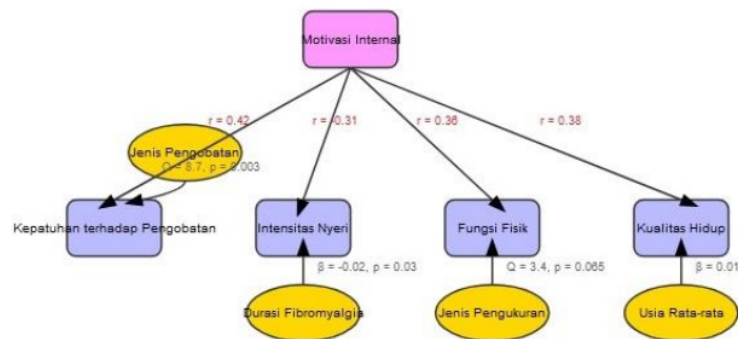 Motivasi Internal
r = 0.42
r = -0.31
r = 0.36
r = 0.38
Jenis Pengobatan
Q = 8.7, p = 0.003
Kepatuhan terhadap Pengobatan
Intensitas Nyeri
Fungsi Fisik
Kualitas Hidup
β = -0.02, p = 0.03
Q = 3.4, p = 0.065
β = 0.01
Durasi Fibromyalgia
Jenis Pengukuran
Usia Rata-rata